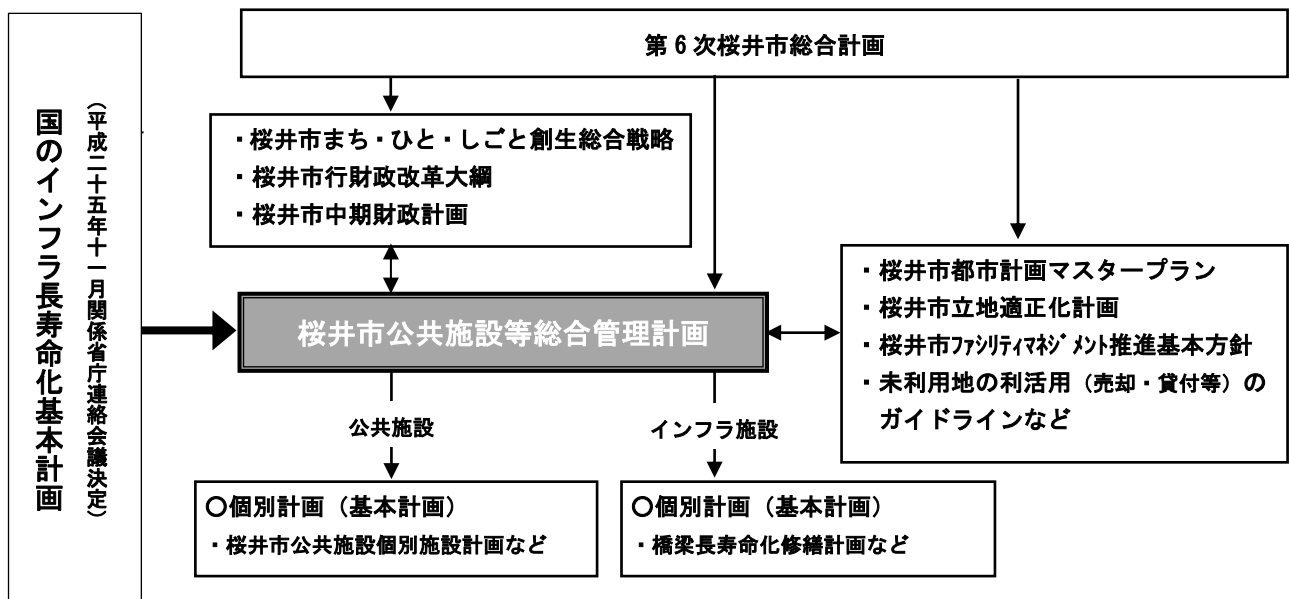 国のインフラ長寿命化基本計画
(平成二十五年十一月関係省庁連絡会議決定)
第6次桜井市総合計画
・桜井市まち・ひと・しごと創生総合戦略
・桜井市行財政改革大綱
・桜井市中期財政計画
桜井市公共施設等総合管理計画
・桜井市都市計画マスタープラン
・桜井市立地適正化計画
・桜井市ファシリティマネジメント推進基本方針
・未利用地の利活用(売却・貸付等)の
ガイドラインなど
公共施設
インフラ施設
〇個別計画(基本計画)
・桜井市公共施設個別施設計画など
〇個別計画(基本計画)
・橋梁長寿命化修繕計画など